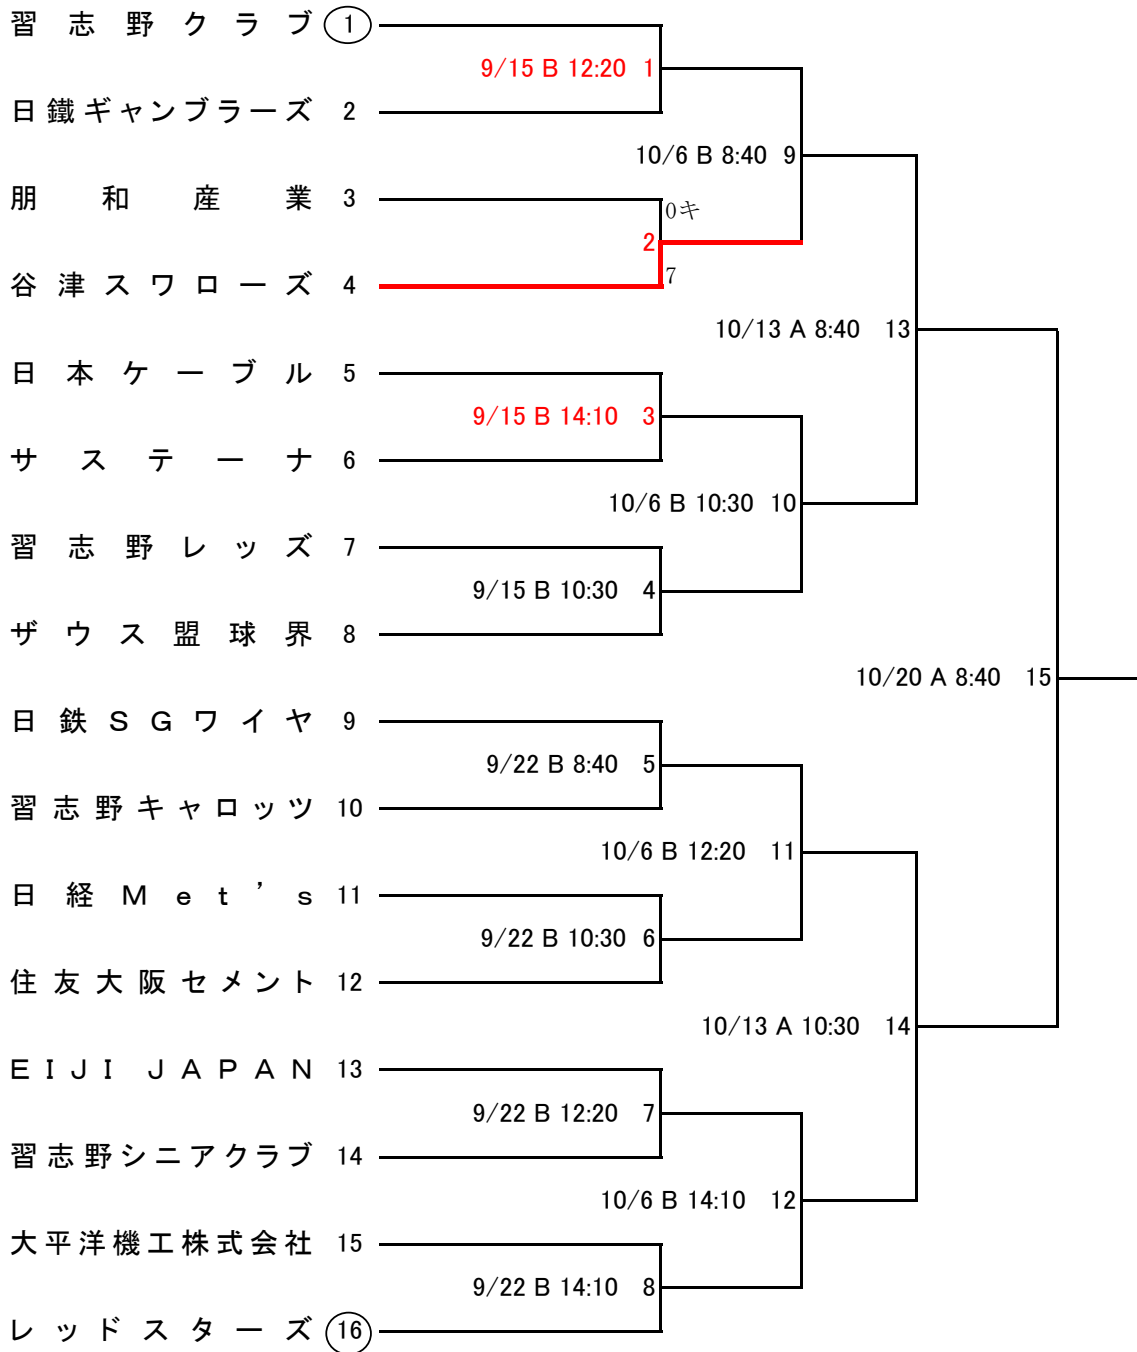 習志野クラブ 1
9/15 B 12:20 1
日鐵ギャンブラーズ 2
10/6 B 8:40 9
朋和産業 3
0キ
2
谷津スワローズ 4
7
10/13 A 8:40 13
日本ケーブル 5
9/15 B 14:10 3
サステーナ 6
10/6 B 10:30 10
習志野レッズ 7
9/15 B 10:30 4
ザウス盟球界 8
10/20 A 8:40 15
日鉄SGワイヤ 9
9/22 B 8:40 5
習志野キャロッツ 10
10/6 B 12:20 11
日経Met's 11
9/22 B 10:30 6
住友大阪セメント 12
10/13 A 10:30 14
EIJI JAPAN 13
9/22 B 12:20 7
習志野シニアクラブ 14
10/6 B 14:10 12
大平洋機工株式会社 15
9/22 B 14:10 8
レッドスターズ 16